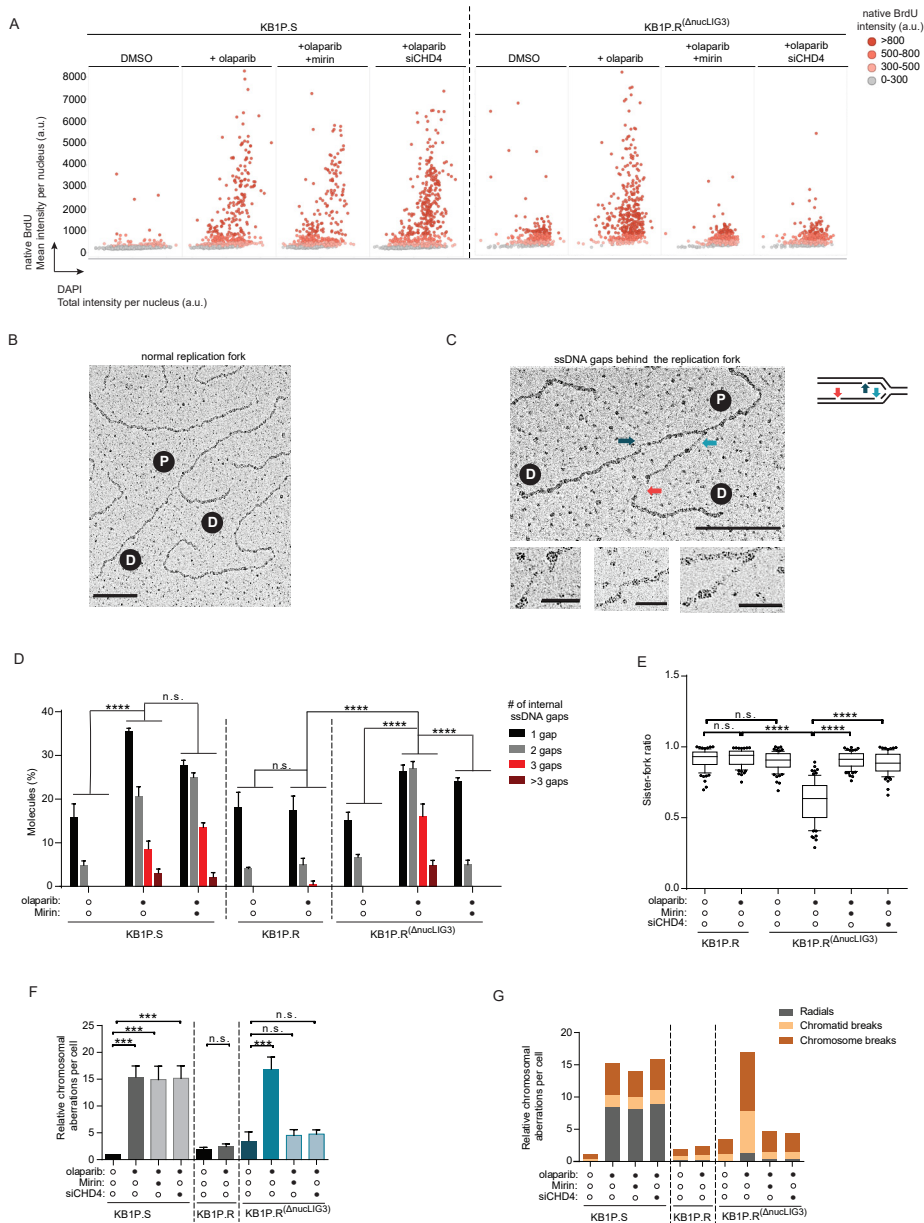 A
KB1P.S
KB1P.R(ΔnucLIG3)
native BrdU
intensity (a.u.)
>800
500-800
300-500
0-300
DMSO
+ olaparib
+olaparib
+mirin
+olaparib
siCHD4
DMSO
+ olaparib
+olaparib
+mirin
+olaparib
siCHD4
native BrdU
Mean intensity per nucleus (a.u.)
8000
7000
6000
5000
4000
3000
2000
1000
0
DAPI
Total intensity per nucleus (a.u.)
B
normal replication fork
P
D
D
C
ssDNA gaps behind the replication fork
P
D
D
D
Molecules (%)
40
30
20
10
0
****
n.s.
n.s.
****
****
****
# of internal
ssDNA gaps
1 gap
2 gaps
3 gaps
>3 gaps
olaparib:
Mirin:
KB1P.S
KB1P.R
KB1P.R(ΔnucLIG3)
E
Sister-fork ratio
1.5
1.0
0.5
0.0
n.s.
****
n.s.
****
****
****
olaparib:
Mirin:
siCHD4:
KB1P.R
KB1P.R(ΔnucLIG3)
F
Relative chromosomal
aberrations per cell
25
20
15
10
5
0
***
***
***
n.s.
n.s.
n.s.
***
olaparib:
Mirin:
siCHD4:
KB1P.S
KB1P.R
KB1P.R(ΔnucLIG3)
G
Radials
Chromatid breaks
Chromosome breaks
Relative chromosomal
aberrations per cell
20
15
10
5
0
olaparib:
Mirin:
siCHD4:
KB1P.S
KB1P.R
KB1P.R(ΔnucLIG3)